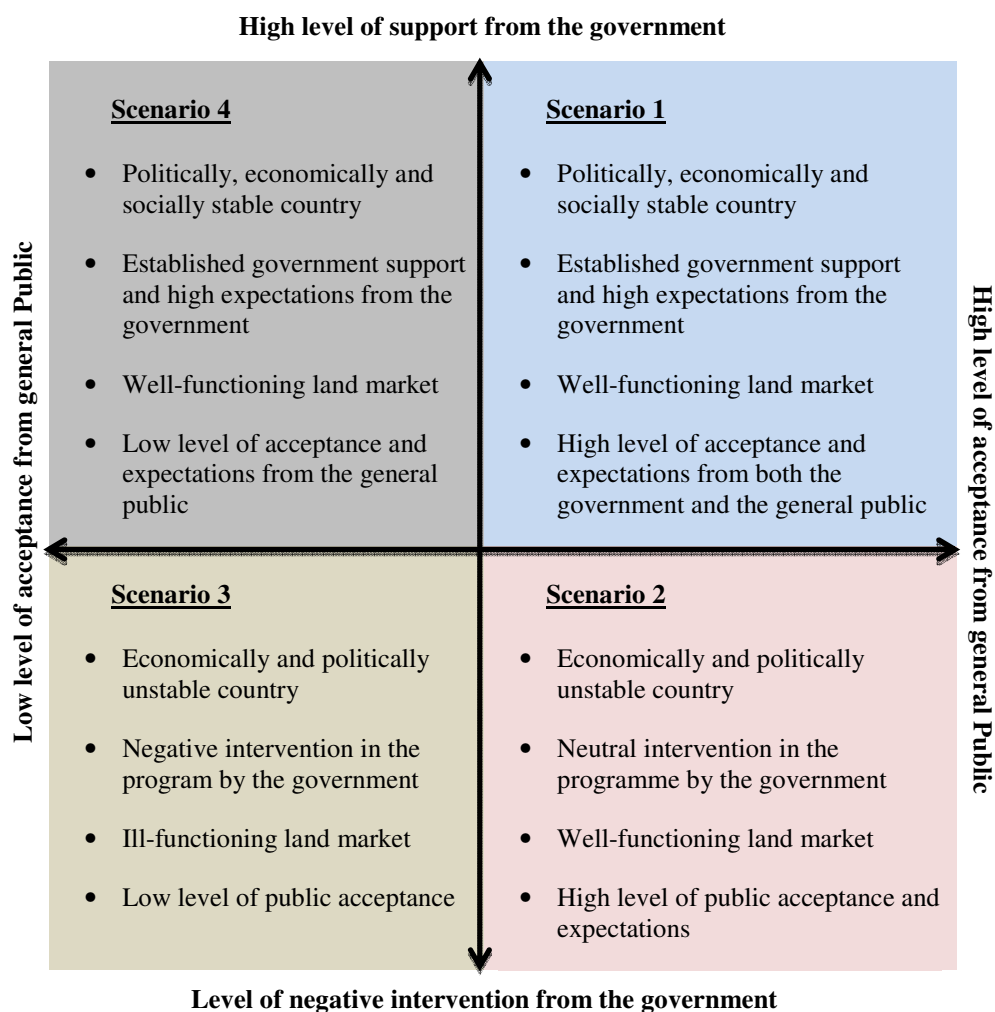 High level of support from the government
Low level of acceptance from general Public
Scenario 4
• Politically, economically and
socially stable country
• Established government support
and high expectations from the
government
• Well-functioning land market
• Low level of acceptance and
expectations from the general
public
Scenario 1
• Politically, economically and
socially stable country
• Established government support
and high expectations from the
government
• Well-functioning land market
• High level of acceptance and
expectations from both the
government and the general public
High level of acceptance from general Public
Scenario 3
• Economically and politically
unstable country
• Negative intervention in the
program by the government
• Ill-functioning land market
• Low level of public acceptance
Scenario 2
• Economically and politically
unstable country
• Neutral intervention in the
programme by the government
• Well-functioning land market
• High level of public acceptance and
expectations
Level of negative intervention from the government